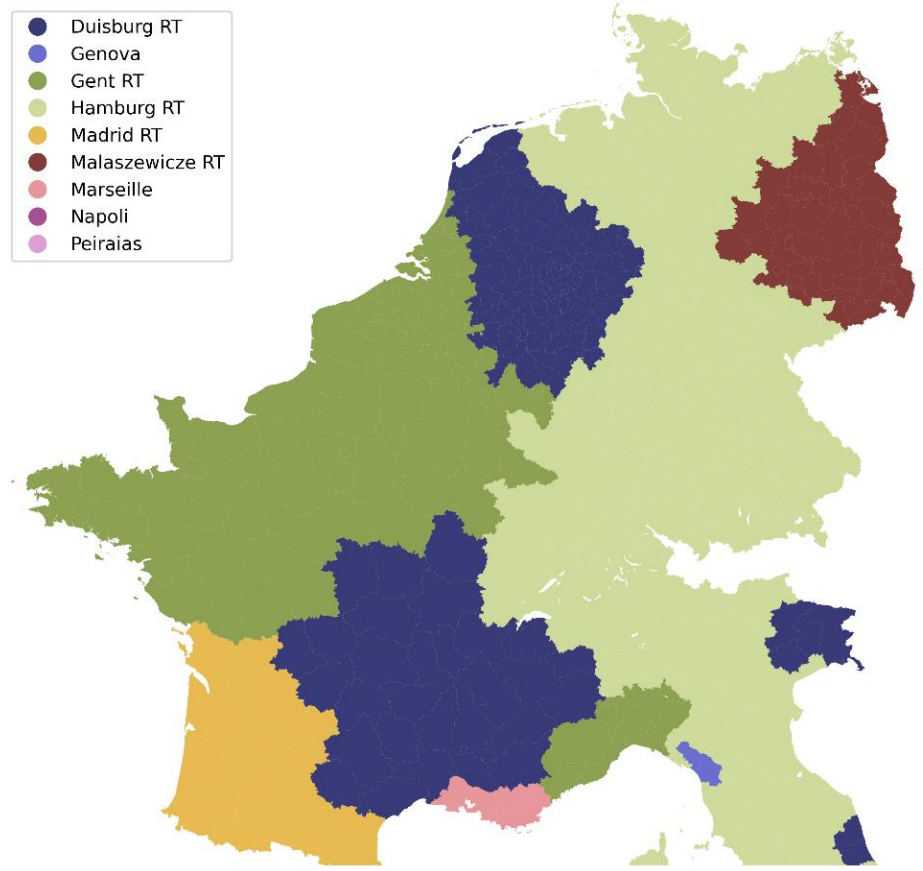 Duisburg RT
Genova
Gent RT
Hamburg RT
Madrid RT
Malaszewicze RT
Marseille
Napoli
Peiraias